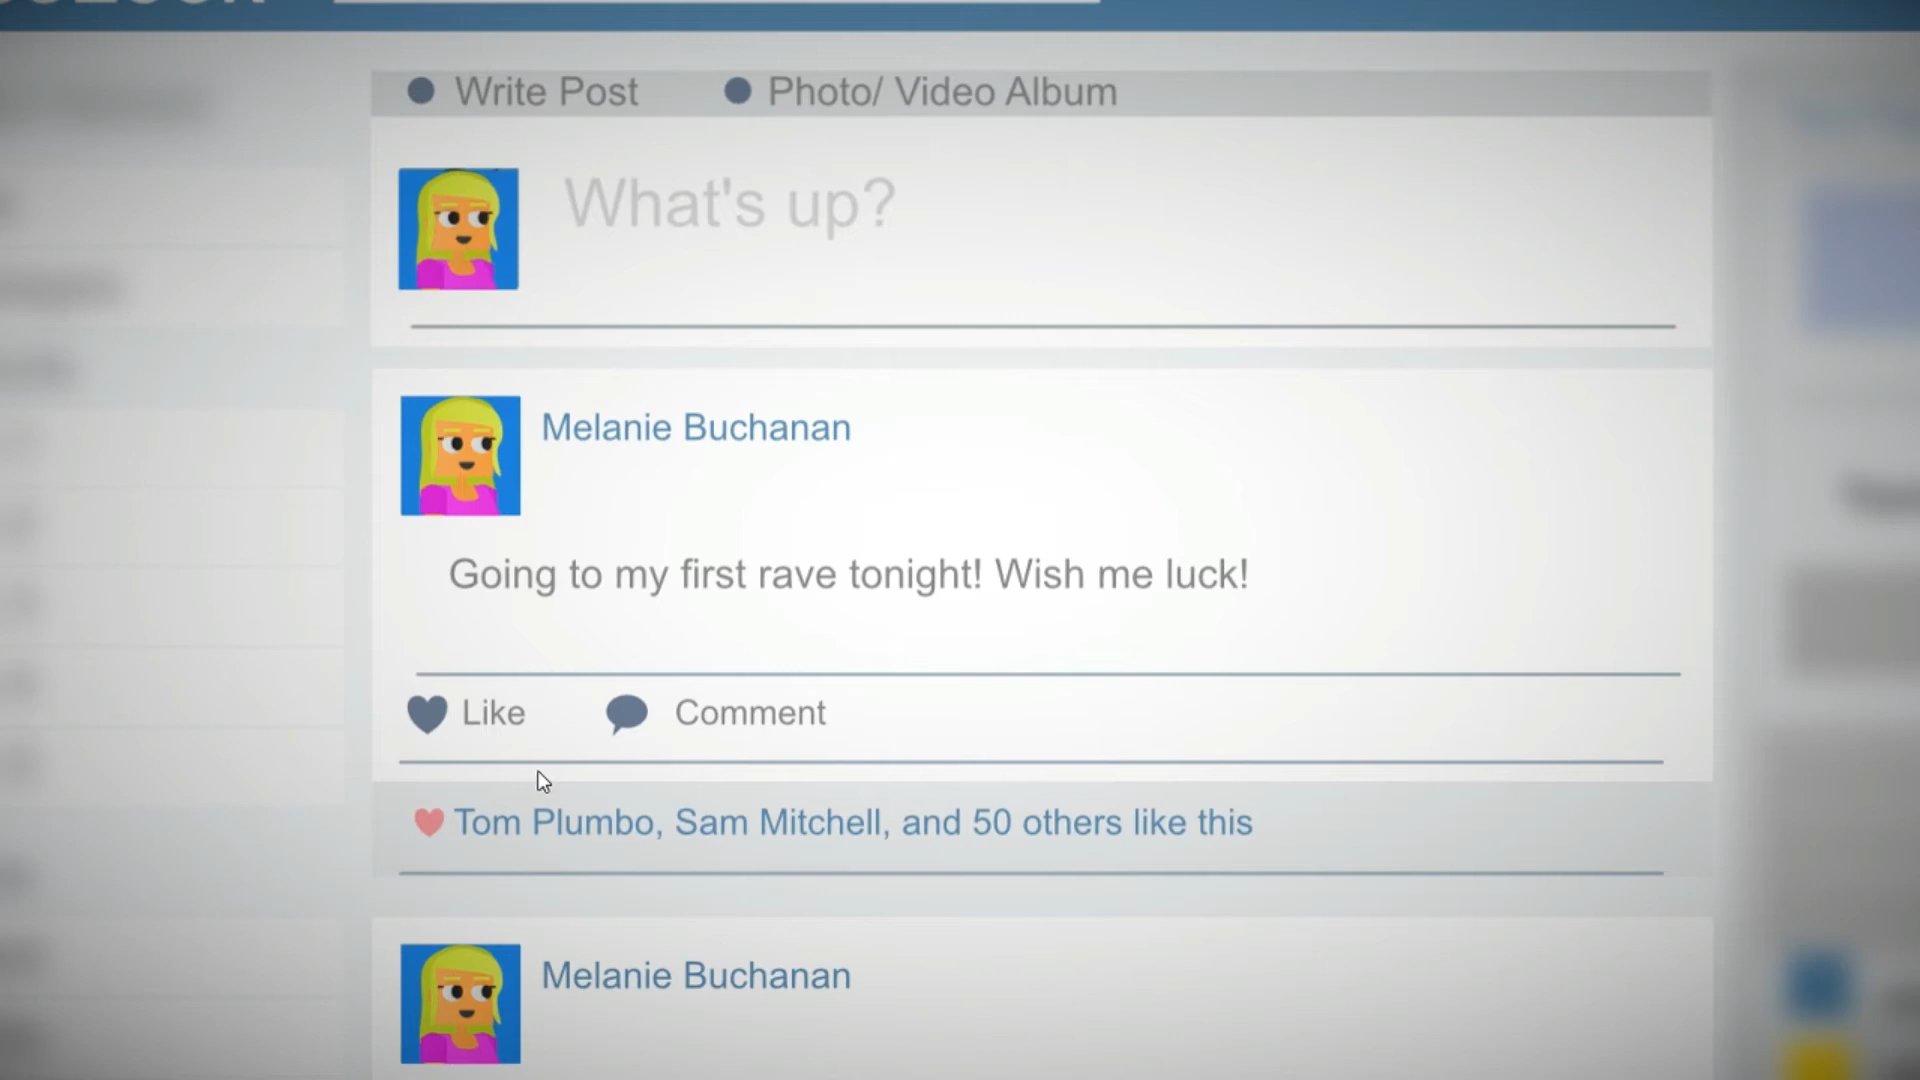 Write Post Photo/ Video Album
What's up?
Melanie Buchanan
Going to my first rave tonight! Wish me luck!
Like Comment
Tom Plumbo, Sam Mitchell, and 50 others like this
Melanie Buchanan